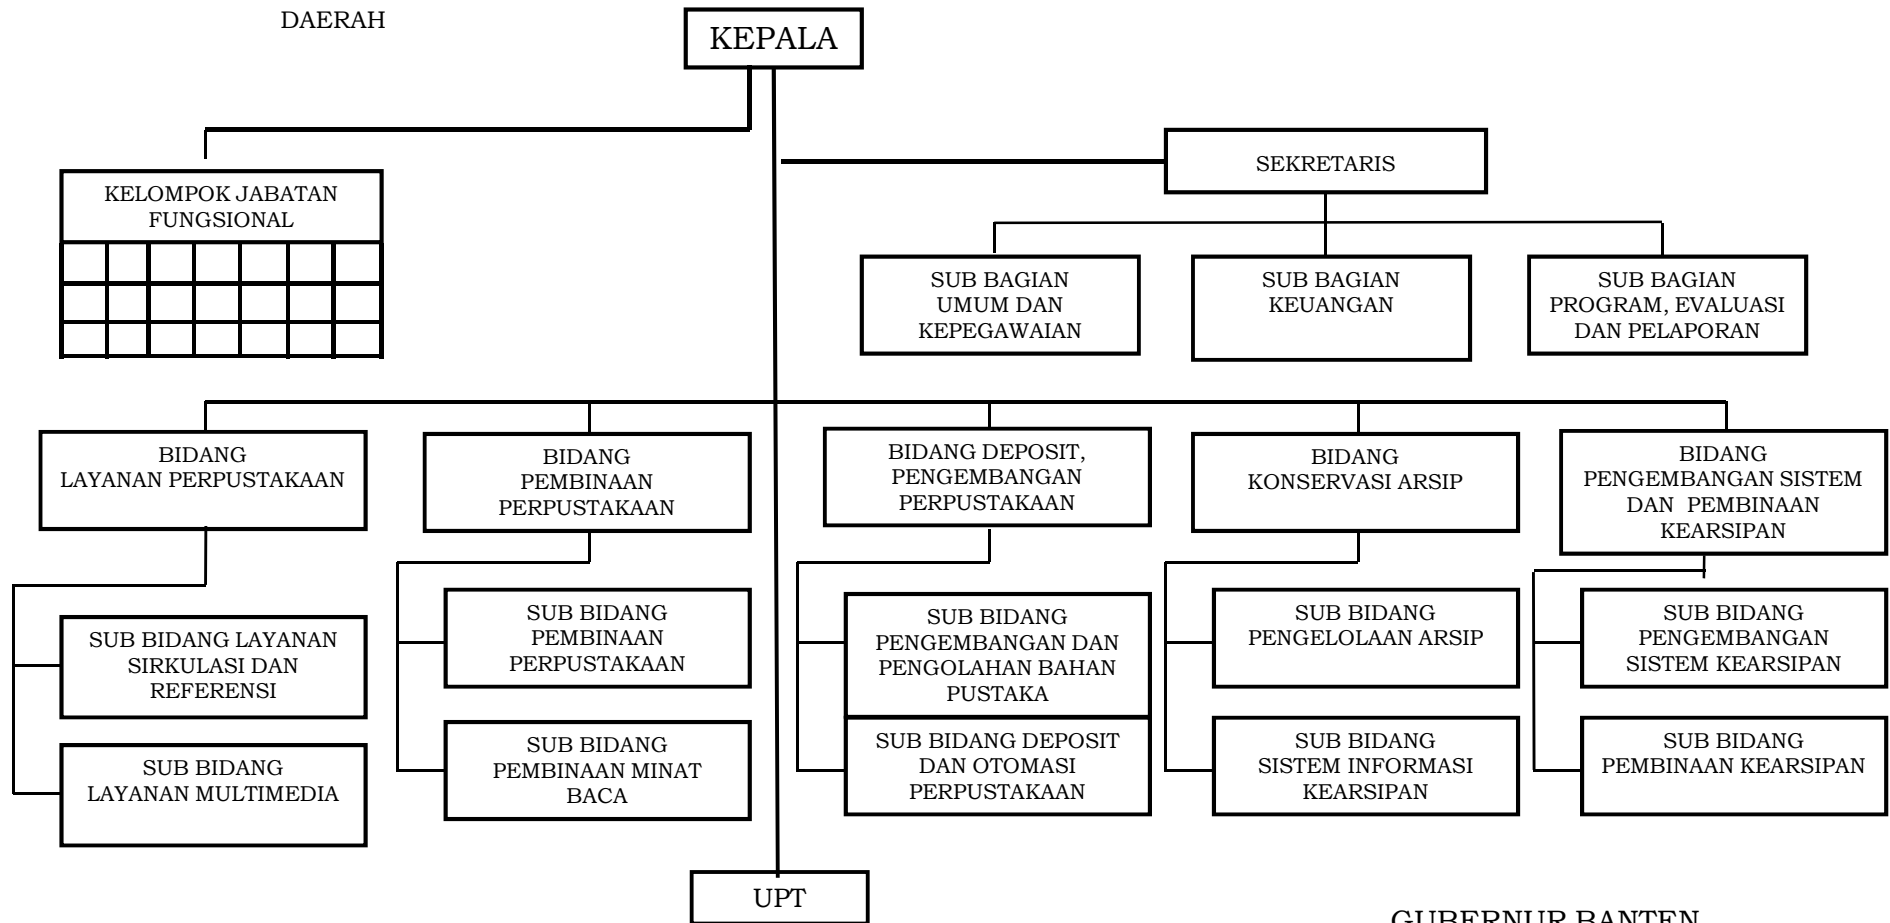 DAERAH
KEPALA
SEKRETARIS
KELOMPOK JABATAN
FUNGSIONAL
SUB BAGIAN
UMUM DAN
KEPEGAWAIAN
SUB BAGIAN
KEUANGAN
SUB BAGIAN
PROGRAM, EVALUASI
DAN PELAPORAN
BIDANG
LAYANAN PERPUSTAKAAN
BIDANG
PEMBINAAN
PERPUSTAKAAN
BIDANG DEPOSIT,
PENGEMBANGAN
PERPUSTAKAAN
BIDANG
KONSERVASI ARSIP
BIDANG
PENGEMBANGAN SISTEM
DAN PEMBINAAN
KEARSIPAN
SUB BIDANG LAYANAN
SIRKULASI DAN
REFERENSI
SUB BIDANG
PEMBINAAN
PERPUSTAKAAN
SUB BIDANG
PENGEMBANGAN DAN
PENGOLAHAN BAHAN
PUSTAKA
SUB BIDANG
PENGELOLAAN ARSIP
SUB BIDANG
PENGEMBANGAN
SISTEM KEARSIPAN
SUB BIDANG
LAYANAN MULTIMEDIA
SUB BIDANG
PEMBINAAN MINAT
BACA
SUB BIDANG DEPOSIT
DAN OTOMASI
PERPUSTAKAAN
SUB BIDANG
SISTEM INFORMASI
KEARSIPAN
SUB BIDANG
PEMBINAAN KEARSIPAN
UPT
GUBERNUR BANTEN